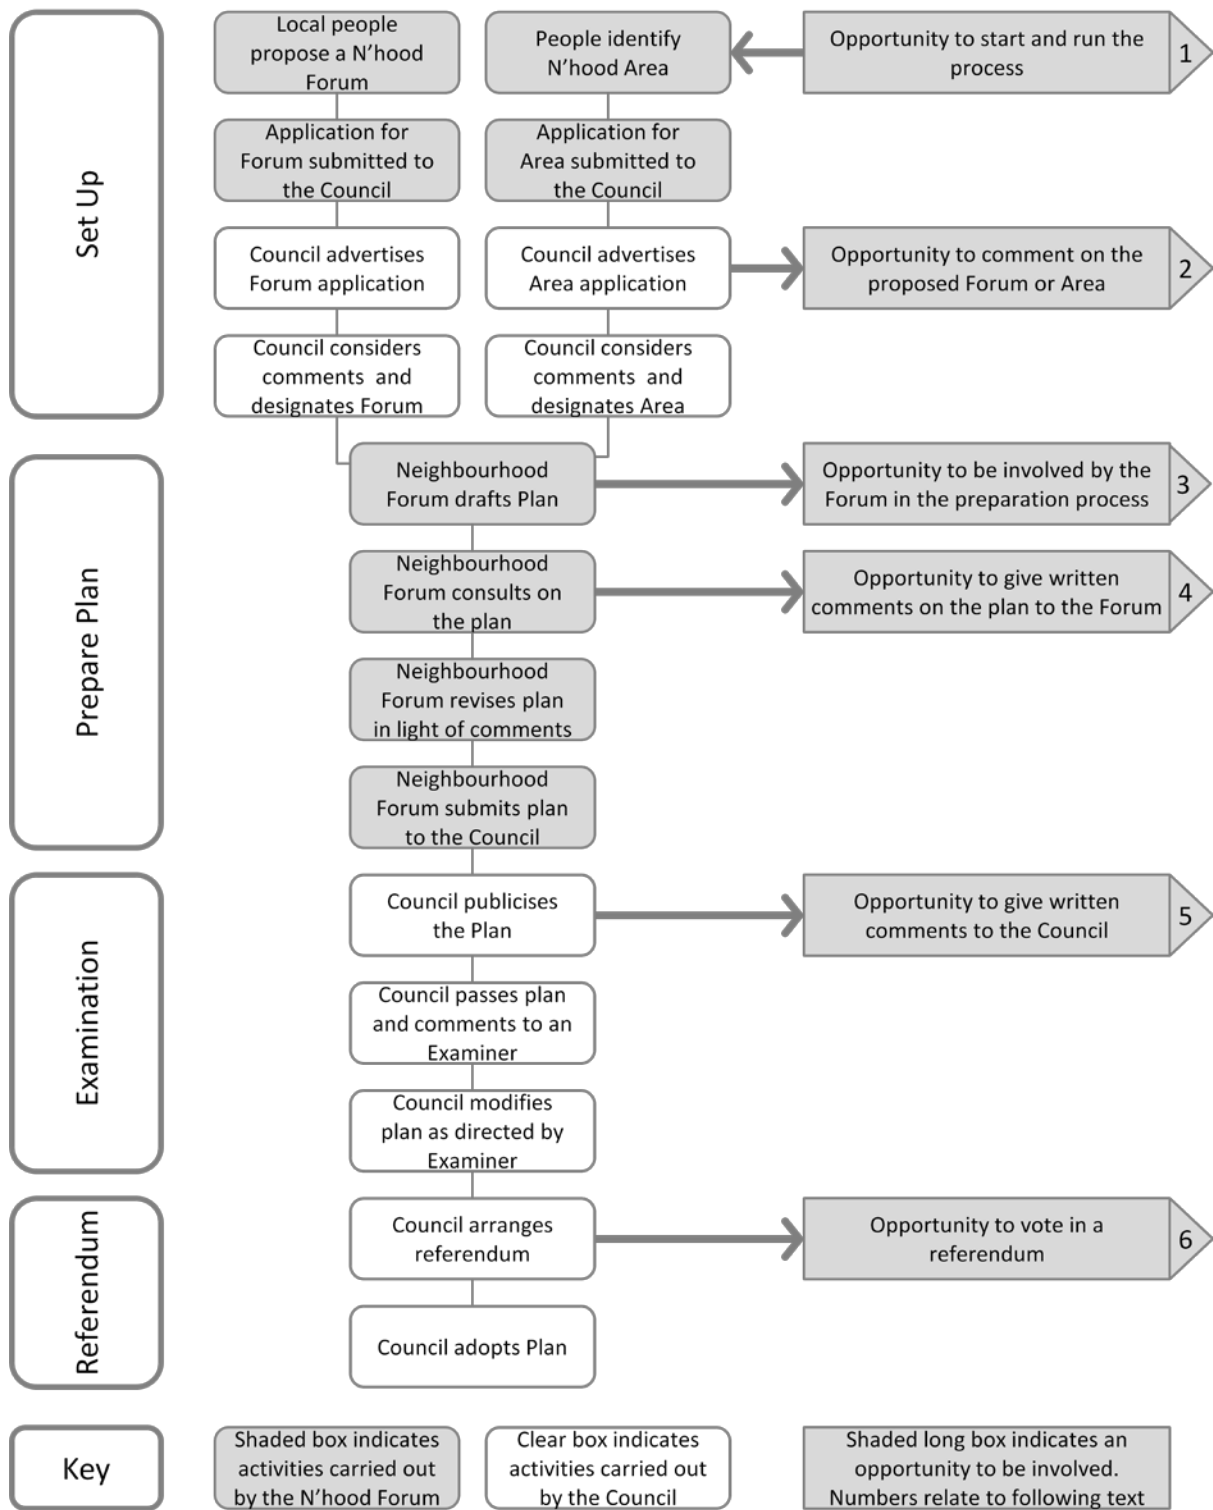 Set Up
Local people
propose a N'hood
Forum
People identify
N'hood Area
Opportunity to start and run the
process
1
Application for
Forum submitted to
the Council
Application for
Area submitted to
the Council
Council advertises
Forum application
Council advertises
Area application
Opportunity to comment on the
proposed Forum or Area
2
Council considers
comments and
designates Forum
Council considers
comments and
designates Area
Prepare Plan
Neighbourhood
Forum drafts Plan
Opportunity to be involved by the
Forum in the preparation process
3
Neighbourhood
Forum consults on
the plan
Opportunity to give written
comments on the plan to the Forum
4
Neighbourhood
Forum revises plan
in light of comments
Neighbourhood
Forum submits plan
to the Council
Examination
Council publicises
the Plan
Opportunity to give written
comments to the Council
5
Council passes plan
and comments to an
Examiner
Council modifies
plan as directed by
Examiner
Referendum
Council arranges
referendum
Opportunity to vote in a
referendum
6
Council adopts Plan
Key
Shaded box indicates
activities carried out
by the N'hood Forum
Clear box indicates
activities carried out
by the Council
Shaded long box indicates an
opportunity to be involved.
Numbers relate to following text